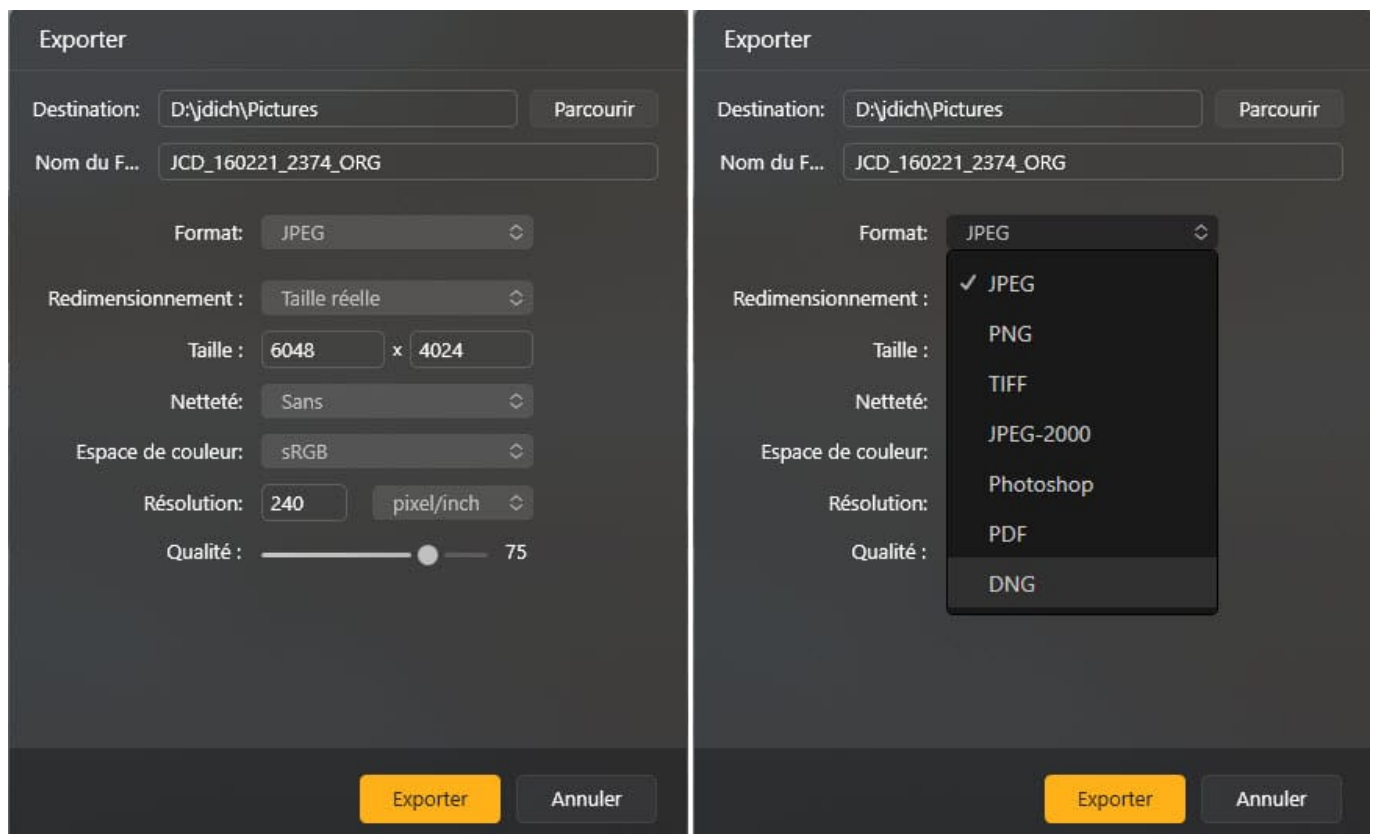 Exporter
Destination: D:\jdich\Pictures Parcourir
Nom du F... JCD_160221_2374_ORG
Format: JPEG
Redimensionnement : Taille réelle
Taille : 6048 x 4024
Netteté: Sans
Espace de couleur: sRGB
Résolution: 240 pixel/inch
Qualité : 75
Exporter Annuler
Exporter
Destination: D:\jdich\Pictures Parcourir
Nom du F... JCD_160221_2374_ORG
Format: JPEG
✓ JPEG
Redimensionnement :
PNG
Taille :
TIFF
Netteté:
JPEG-2000
Espace de couleur:
Photoshop
Résolution:
PDF
Qualité :
DNG
Exporter Annuler